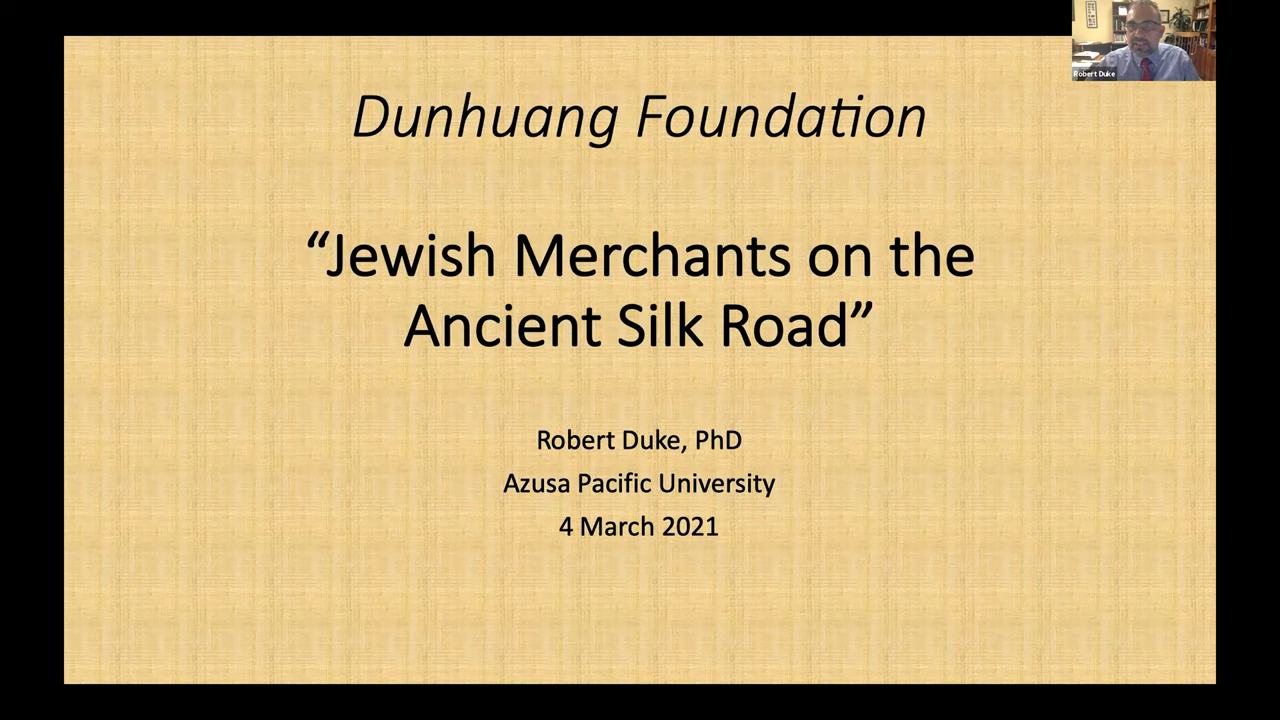 Robert Duke
Dunhuang Foundation
“Jewish Merchants on the
Ancient Silk Road”
Robert Duke, PhD
Azusa Pacific University
4 March 2021